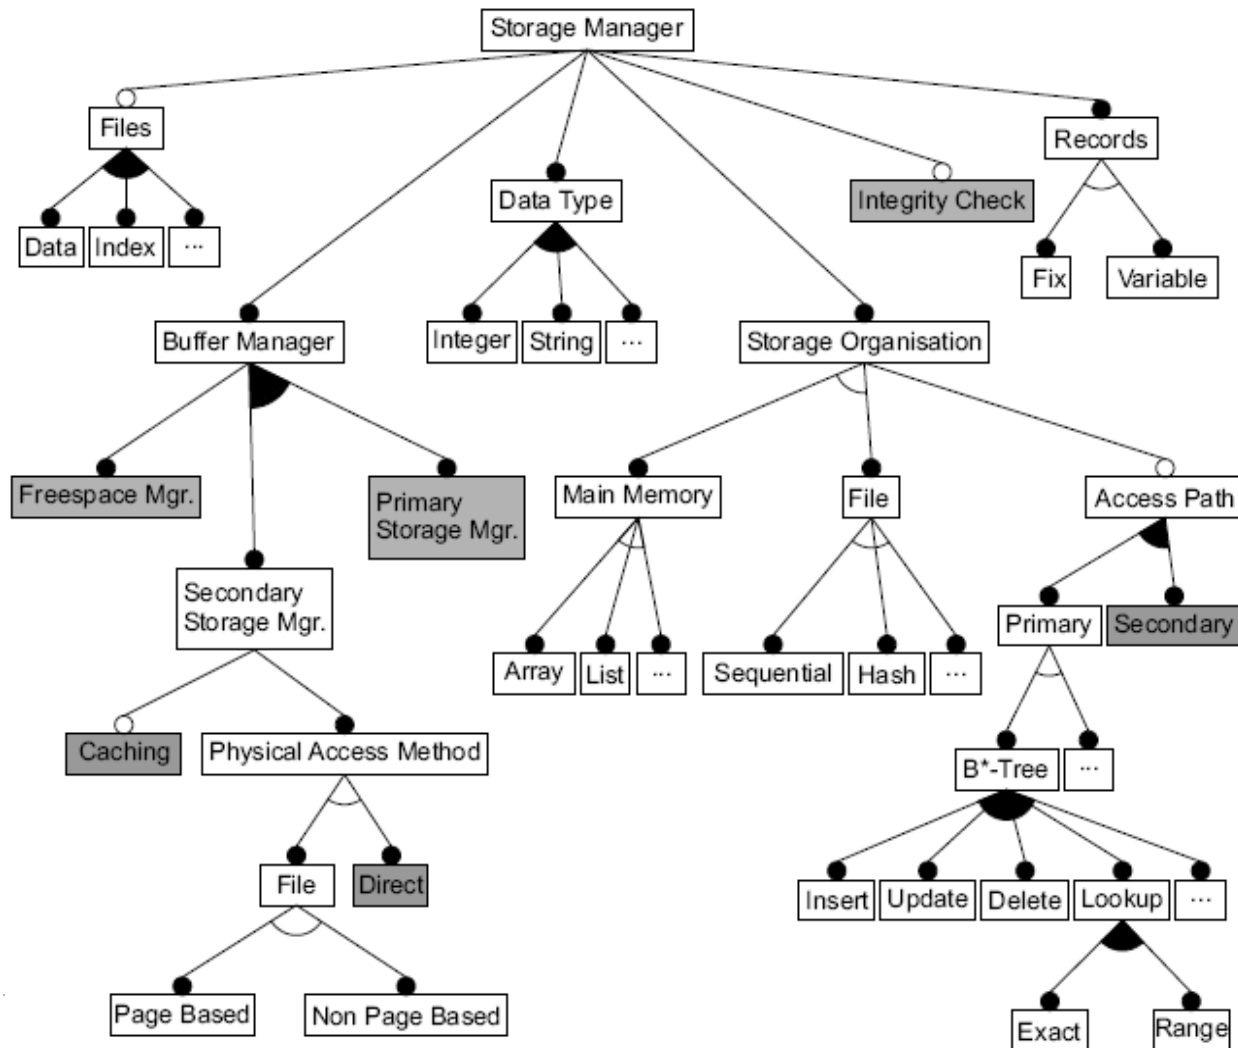 Storage Manager
Files
Records
Data Type
Integrity Check
Data
Index
...
Fix
Variable
Buffer Manager
Integer
String
...
Storage Organisation
Freespace Mgr.
Primary
Storage Mgr.
Main Memory
File
Access Path
Secondary
Storage Mgr.
Primary
Secondary
Array
List
...
Sequential
Hash
...
Caching
Physical Access Method
B*-Tree
...
File
Direct
Insert
Update
Delete
Lookup
...
Page Based
Non Page Based
Exact
Range